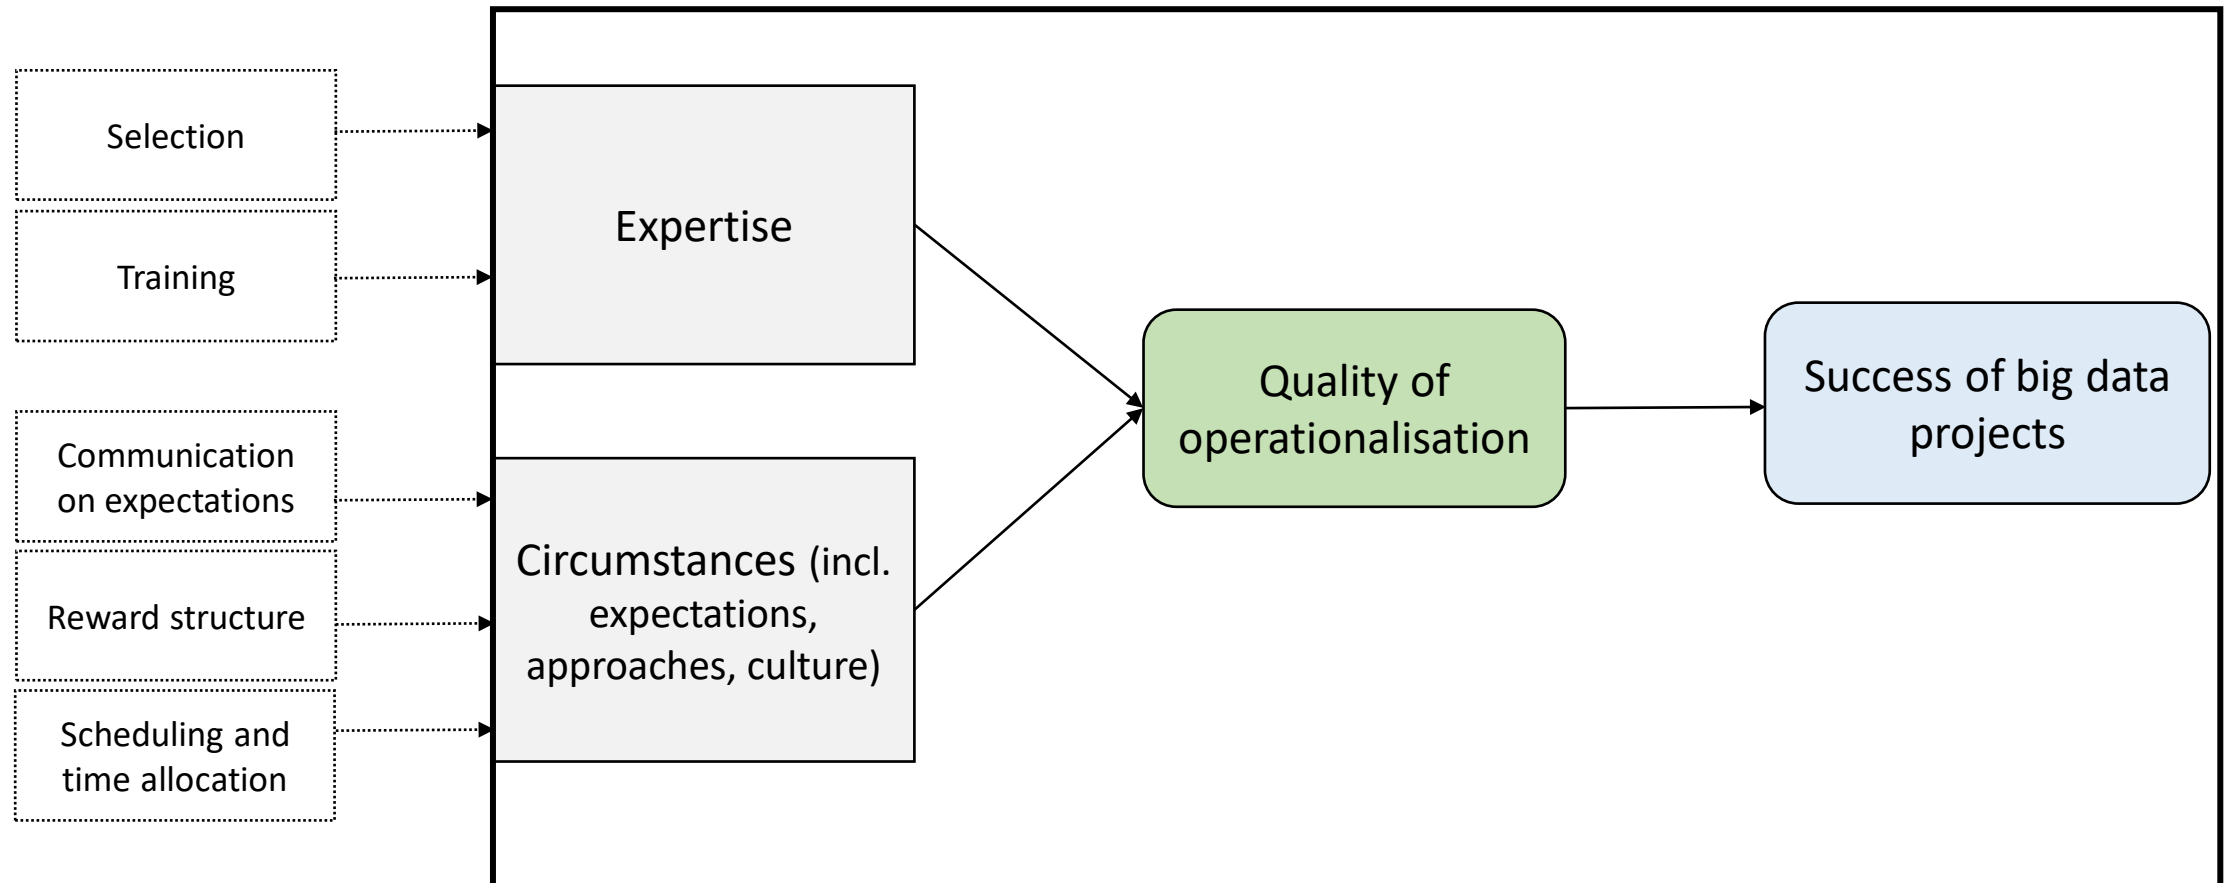 Selection
Training
Communication
on expectations
Reward structure
Scheduling and
time allocation
Expertise
Circumstances (incl.
expectations,
approaches, culture)
Quality of
operationalisation
Success of big data
projects